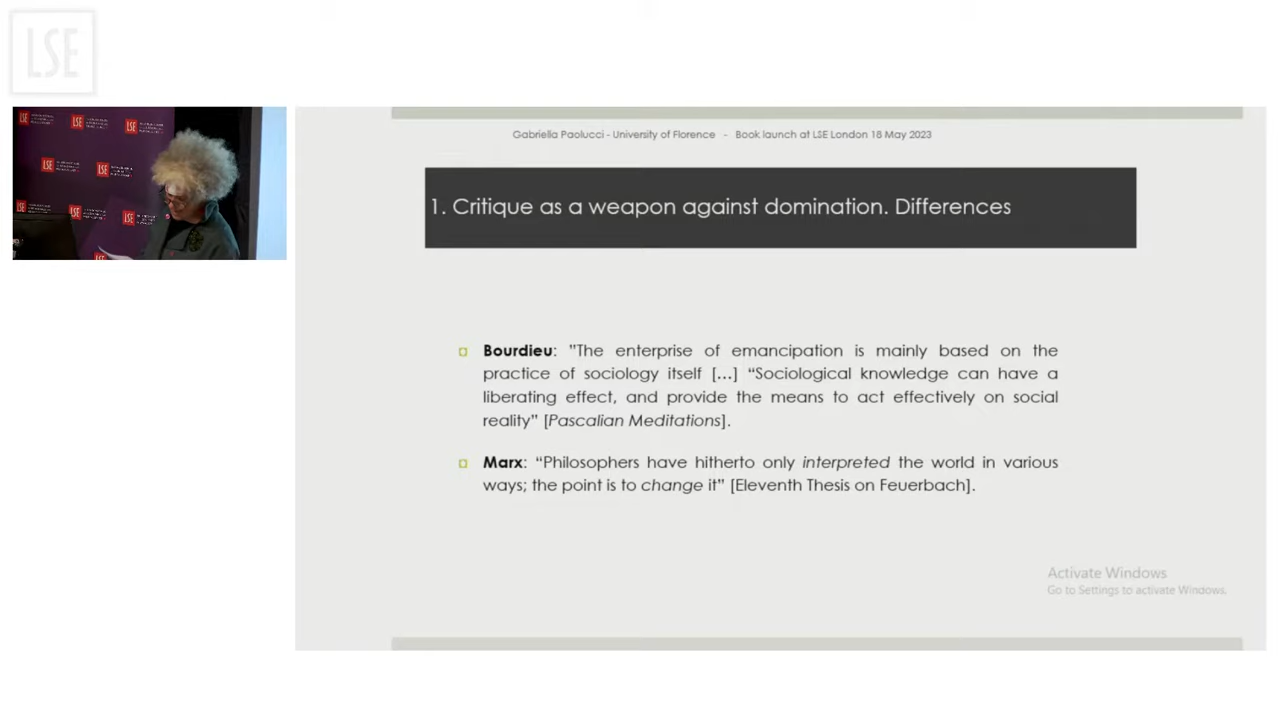 LSE
Gabriella Paolucci - University of Florence - Book launch at LSE London 18 May 2023
1. Critique as a weapon against domination. Differences
Bourdieu: ”The enterprise of emancipation is mainly based on the
practice of sociology itself […] “Sociological knowledge can have a
liberating effect, and provide the means to act effectively on social
reality” [Pascalian Meditations].
Marx: “Philosophers have hitherto only interpreted the world in various
ways; the point is to change it” [Eleventh Thesis on Feuerbach].
Activate Windows
Go to Settings to activate Windows.